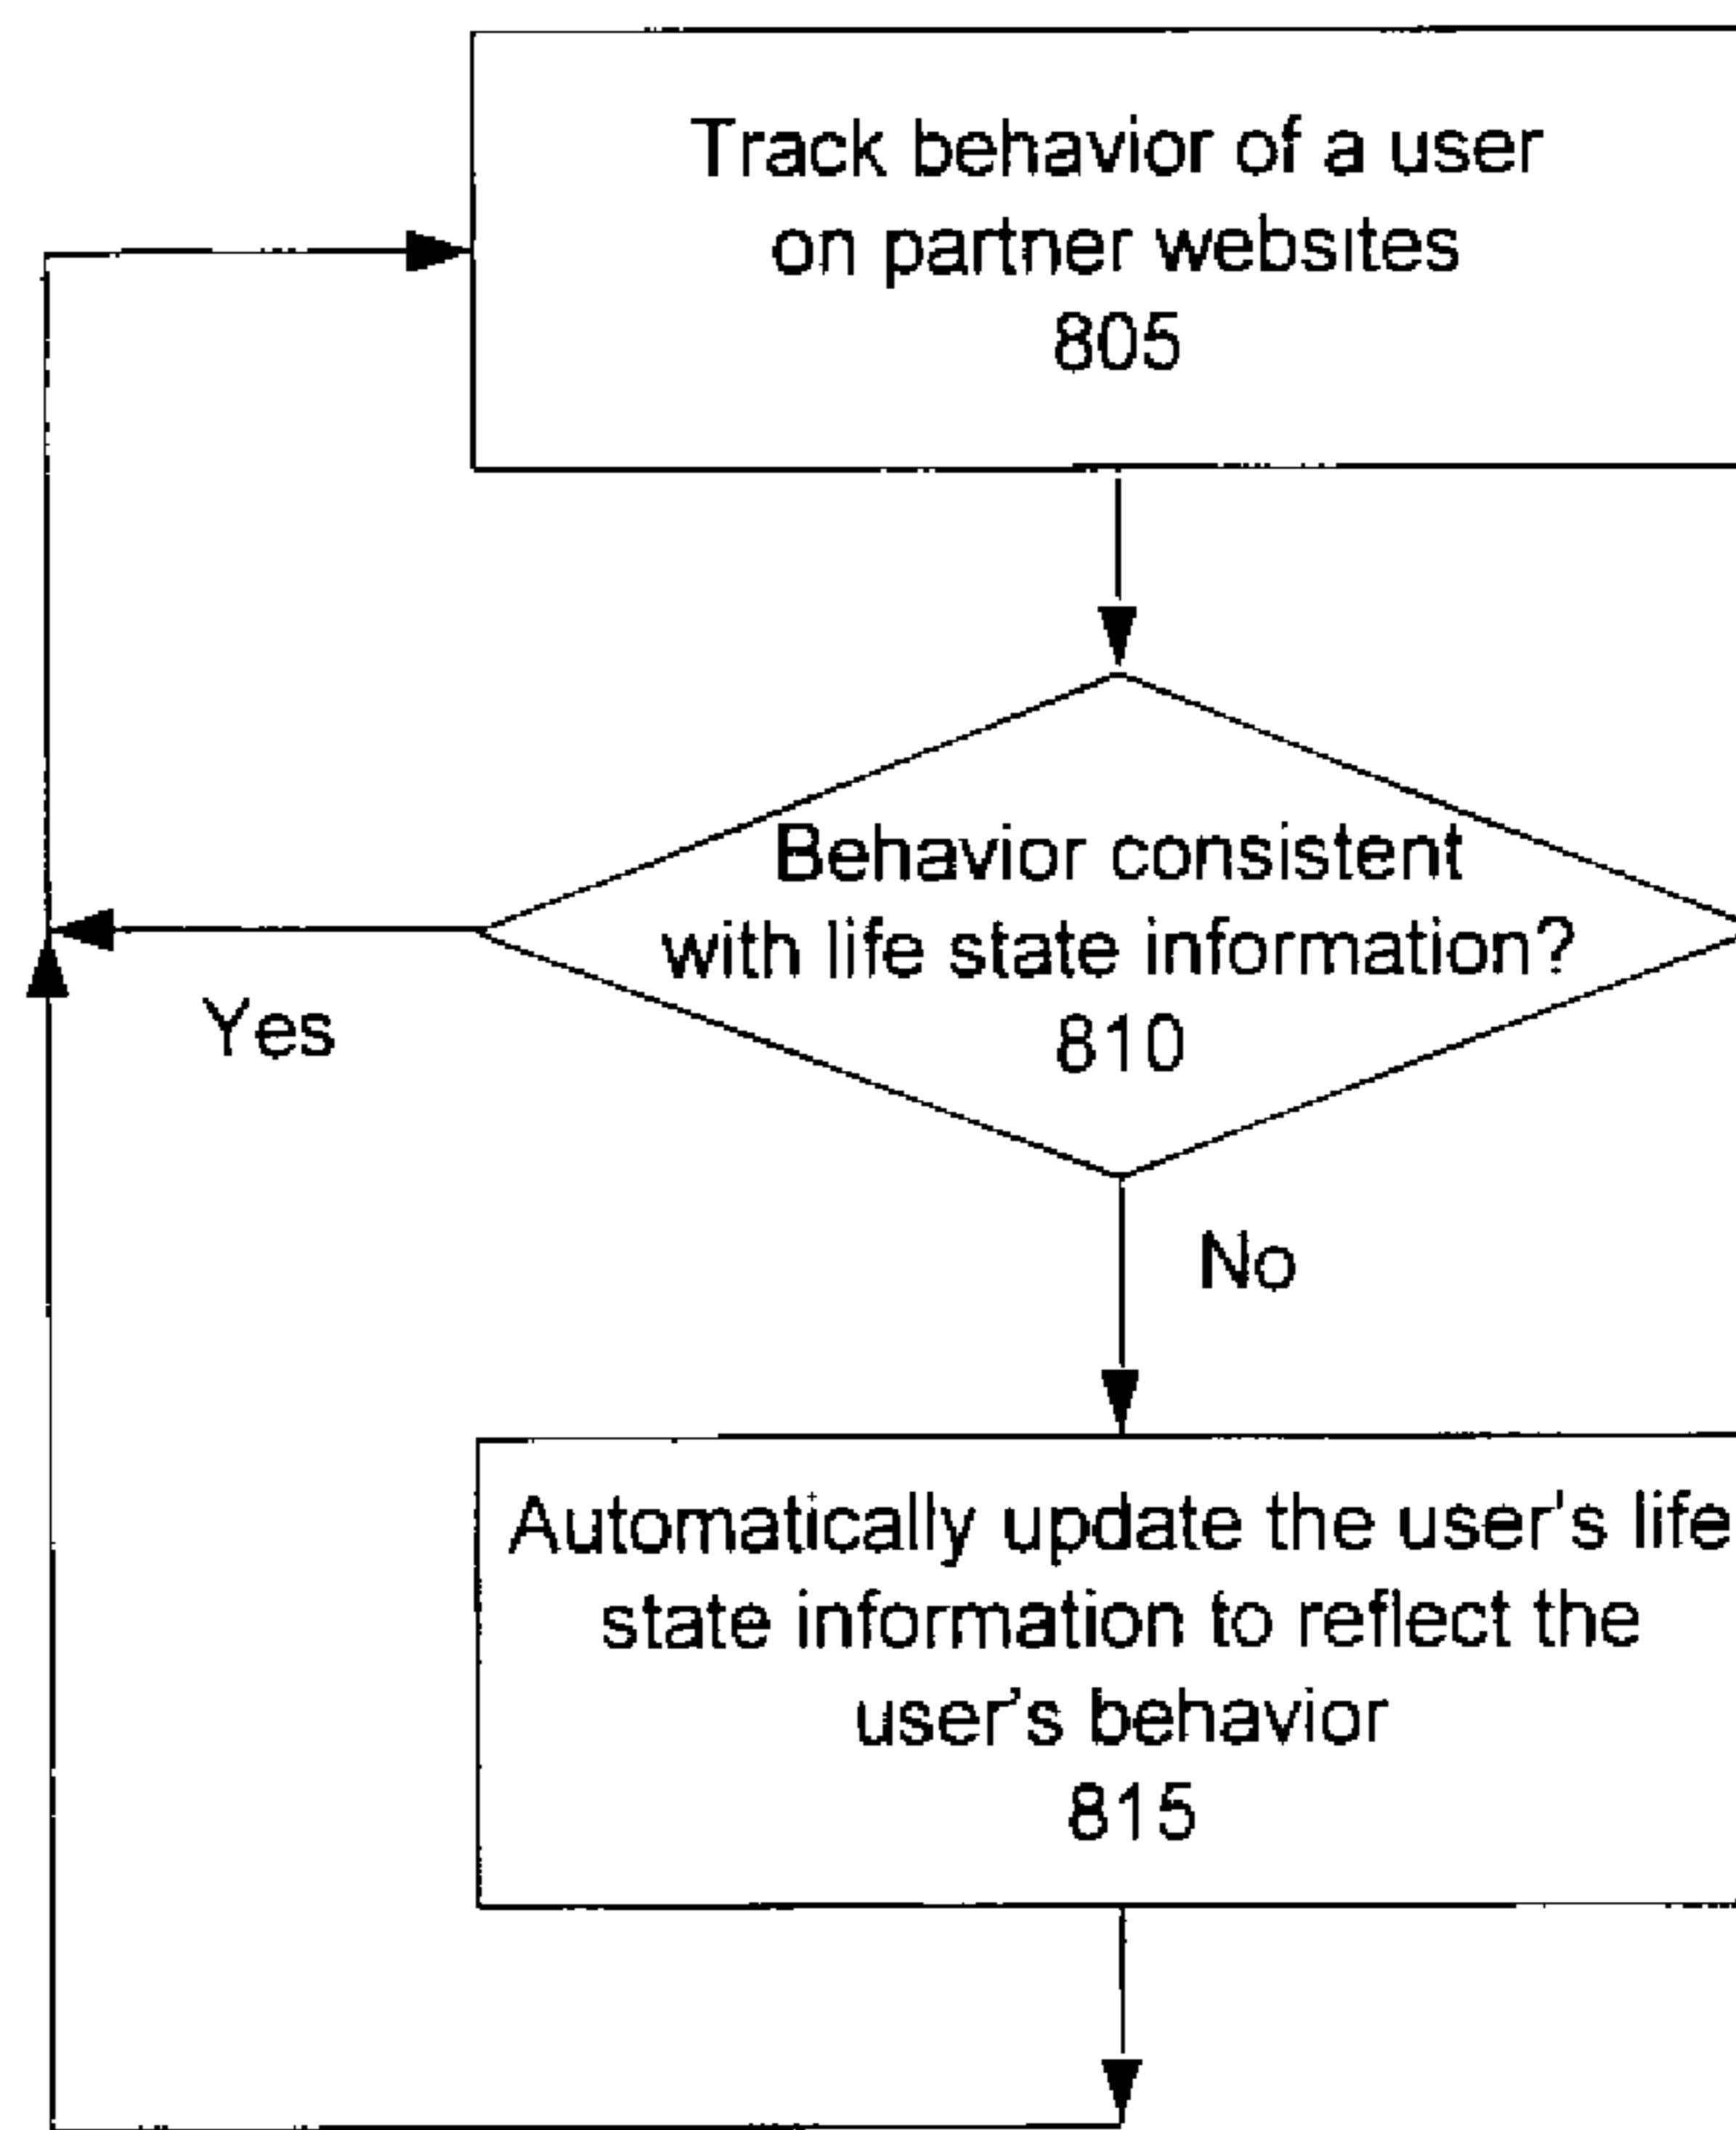 Track behavior of a user
on partner websites
805
Behavior consistent
with life state information?
810
Yes
No
Automatically update the user's life
state information to reflect the
user's behavior
815